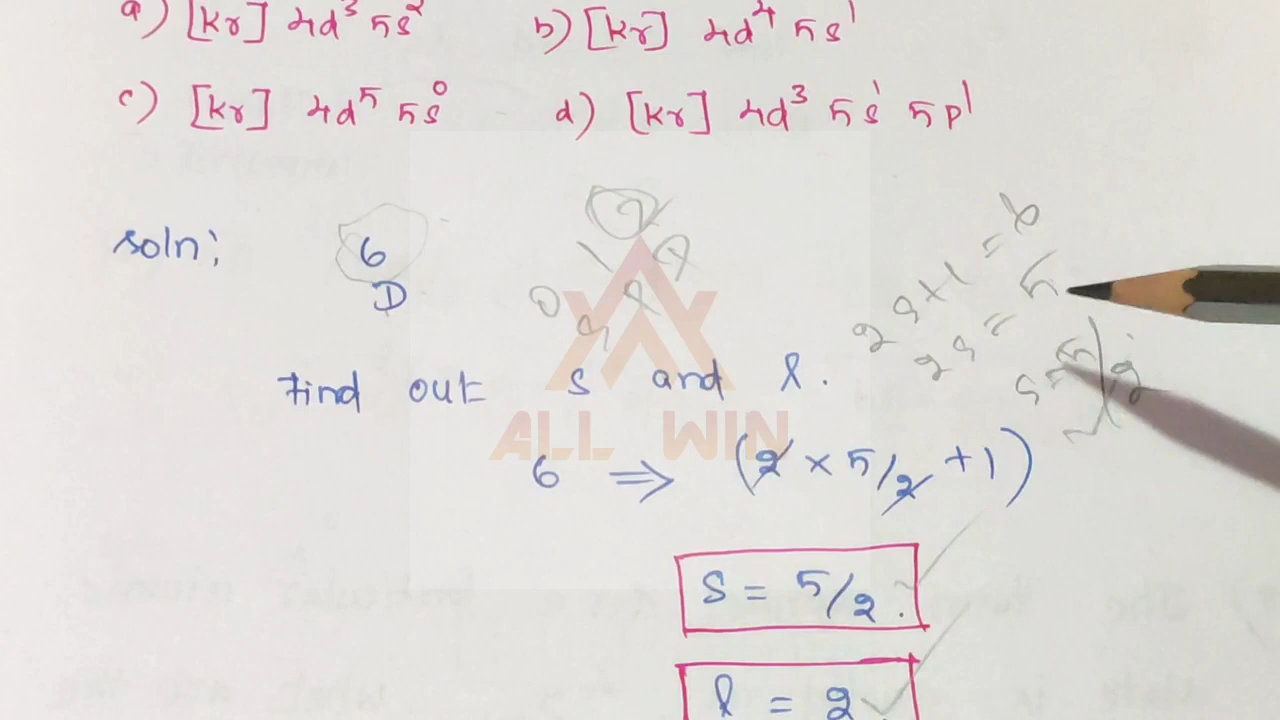 a) [Kr] 4d³ 5s² b) [Kr] 4d⁴ 5s¹
c) [Kr] 4d⁵ 5s⁰ d) [Kr] 4d³ 5s¹ 5p¹
soln; ⁶D
2s+1 = 6
2s = 5
s = 5/2
Find out s and l.
ALL WIN
6 ⇒ (2 × 5/2 + 1)
S = 5/2.
l = 2